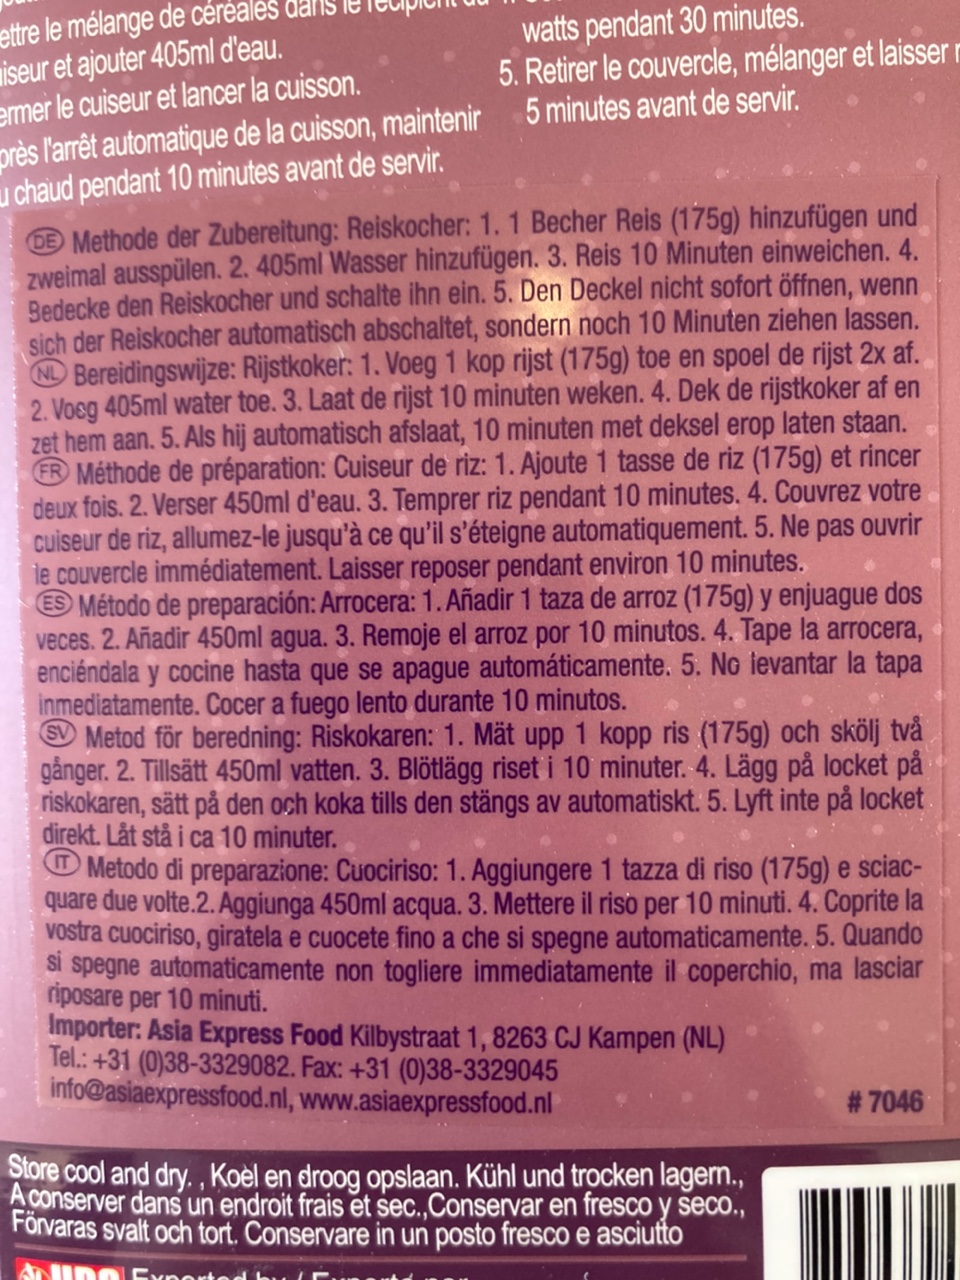 ettre le mélange de céréales dans le
iseur et ajouter 405ml d'eau.
ermer le cuiseur et lancer la cuisson.
près l'arrêt automatique de la cuisson, maintenir
u chaud pendant 10 minutes avant de servir.
watts pendant 30 minutes.
5. Retirer le couvercle, mélanger et laisser
5 minutes avant de servir.
DE Methode der Zubereitung: Reiskocher: 1. 1 Becher Reis (175g) hinzufügen und
zweimal ausspülen. 2. 405ml Wasser hinzufügen. 3. Reis 10 Minuten einweichen. 4.
Bedecke den Reiskocher und schalte ihn ein. 5. Den Deckel nicht sofort öffnen, wenn
sich der Reiskocher automatisch abschaltet, sondern noch 10 Minuten ziehen lassen.
NL Bereidingswijze: Rijstkoker: 1. Voeg 1 kop rijst (175g) toe en spoel de rijst 2x af.
2. Voeg 405ml water toe. 3. Laat de rijst 10 minuten weken. 4. Dek de rijstkoker af en
zet hem aan. 5. Als hij automatisch afslaat, 10 minuten met deksel erop laten staan.
FR Méthode de préparation: Cuiseur de riz: 1. Ajoute 1 tasse de riz (175g) et rincer
deux fois. 2. Verser 450ml d'eau. 3. Temprer riz pendant 10 minutes. 4. Couvrez votre
cuiseur de riz, allumez-le jusqu'à ce qu'il s'éteigne automatiquement. 5. Ne pas ouvrir
le couvercle immédiatement. Laisser reposer pendant environ 10 minutes.
ES Método de preparación: Arrocera: 1. Añadir 1 taza de arroz (175g) y enjuague dos
veces. 2. Añadir 450ml agua. 3. Remoje el arroz por 10 minutos. 4. Tape la arrocera,
enciéndala y cocine hasta que se apague automáticamente. 5. No levantar la tapa
inmediatamente. Cocer a fuego lento durante 10 minutos.
SV Metod för beredning: Riskokaren: 1. Mät upp 1 kopp ris (175g) och skölj två
gånger. 2. Tillsätt 450ml vatten. 3. Blötlägg riset i 10 minuter. 4. Lägg på locket på
riskokaren, sätt på den och koka tills den stängs av automatiskt. 5. Lyft inte på locket
direkt. Låt stå i ca 10 minuter.
IT Metodo di preparazione: Cuociriso: 1. Aggiungere 1 tazza di riso (175g) e sciac-
quare due volte.2. Aggiunga 450ml acqua. 3. Mettere il riso per 10 minuti. 4. Coprite la
vostra cuociriso, giratela e cuocete fino a che si spegne automaticamente. 5. Quando
si spegne automaticamente non togliere immediatamente il coperchio, ma lasciar
riposare per 10 minuti.
Importer: Asia Express Food Kilbystraat 1, 8263 CJ Kampen (NL)
Tel.: +31 (0)38-3329082. Fax: +31 (0)38-3329045
info@asiaexpressfood.nl, www.asiaexpressfood.nl
# 7046
Store cool and dry. , Koel en droog opslaan. Kühl und trocken lagern.,
A conserver dans un endroit frais et sec.,Conservar en fresco y seco.,
Förvaras svalt och tort. Conservare in un posto fresco e asciutto